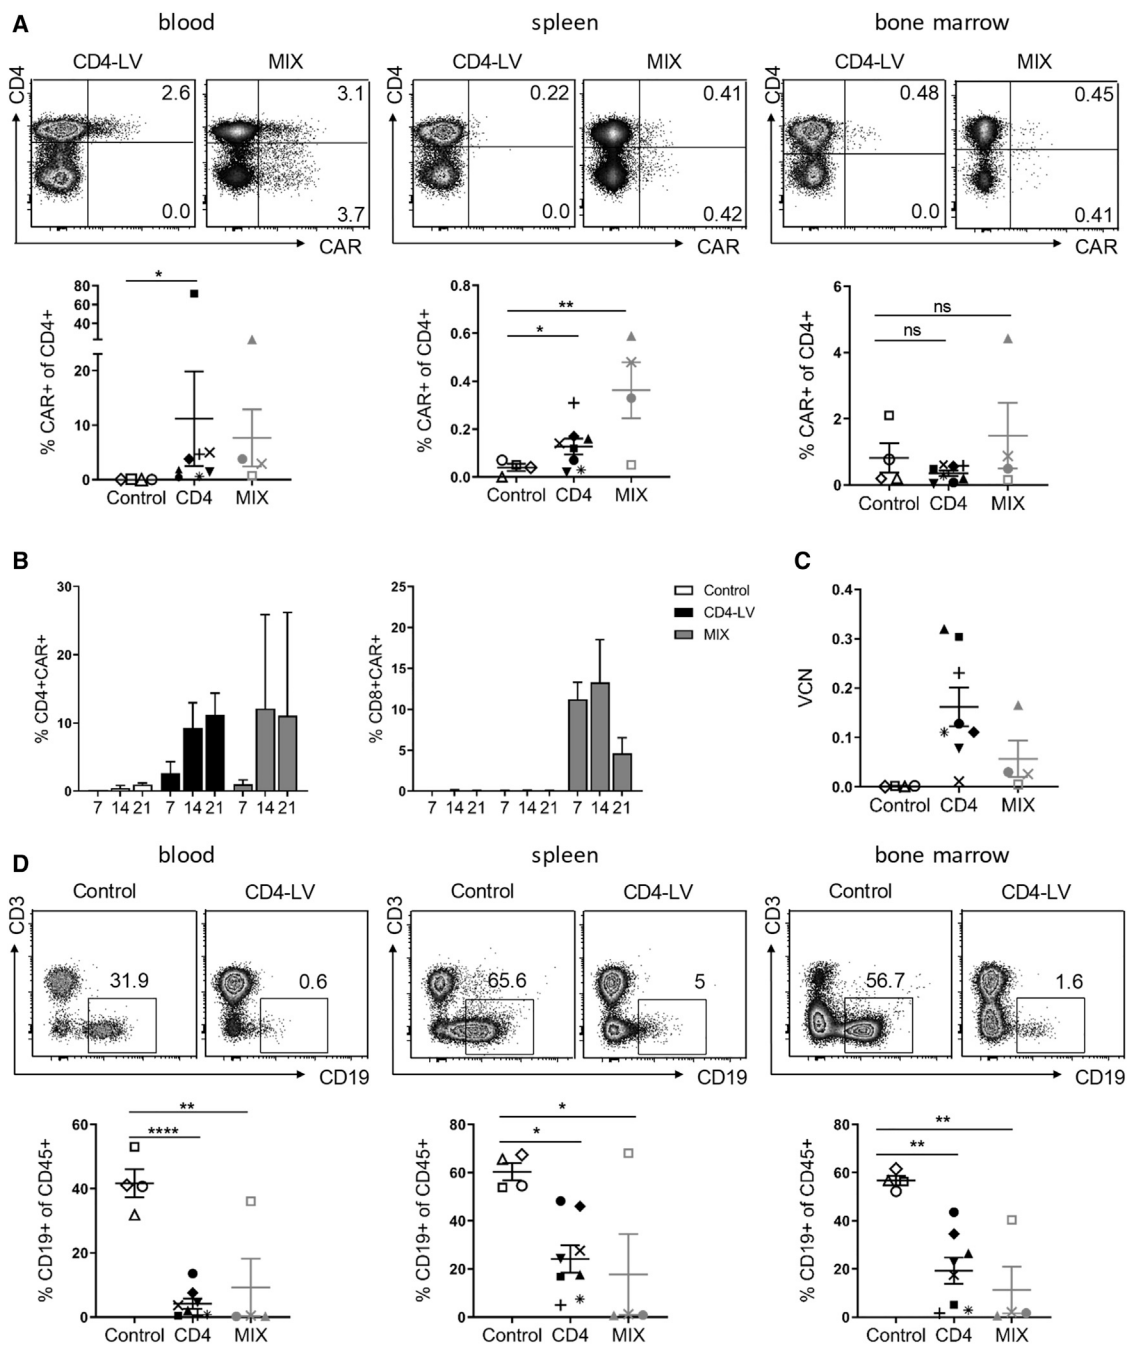 A
blood
spleen
bone marrow
CD4-LV
MIX
CD4-LV
MIX
CD4-LV
MIX
CD4
2.6
0.0
3.1
3.7
CAR
CD4
0.22
0.0
0.41
0.42
CAR
CD4
0.48
0.0
0.45
0.41
CAR
% CAR+ of CD4+
80
60
40
20
10
0
*
Control
CD4
MIX
% CAR+ of CD4+
0.8
0.6
0.4
0.2
0.0
**
*
Control
CD4
MIX
% CAR+ of CD4+
6
4
2
0
ns
ns
Control
CD4
MIX
B
% CD4+CAR+
30
20
10
0
7 14 21 7 14 21 7 14 21
% CD8+CAR+
25
20
15
10
5
0
7 14 21 7 14 21 7 14 21
Control
CD4-LV
MIX
C
VCN
0.4
0.3
0.2
0.1
0.0
Control
CD4
MIX
D
blood
spleen
bone marrow
Control
CD4-LV
Control
CD4-LV
Control
CD4-LV
CD3
31.9
0.6
CD19
CD3
65.6
5
CD19
CD3
56.7
1.6
CD19
% CD19+ of CD45+
60
40
20
0
**
****
Control
CD4
MIX
% CD19+ of CD45+
80
60
40
20
0
*
*
Control
CD4
MIX
% CD19+ of CD45+
80
60
40
20
0
**
**
Control
CD4
MIX